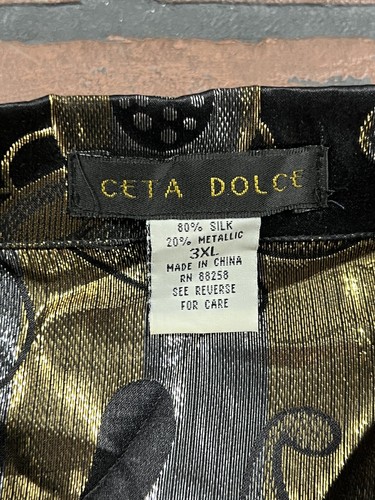 CETA DOLCE
80% SILK
20% METALLIC
3XL
MADE IN CHINA
RN 88258
SEE REVERSE
FOR CARE